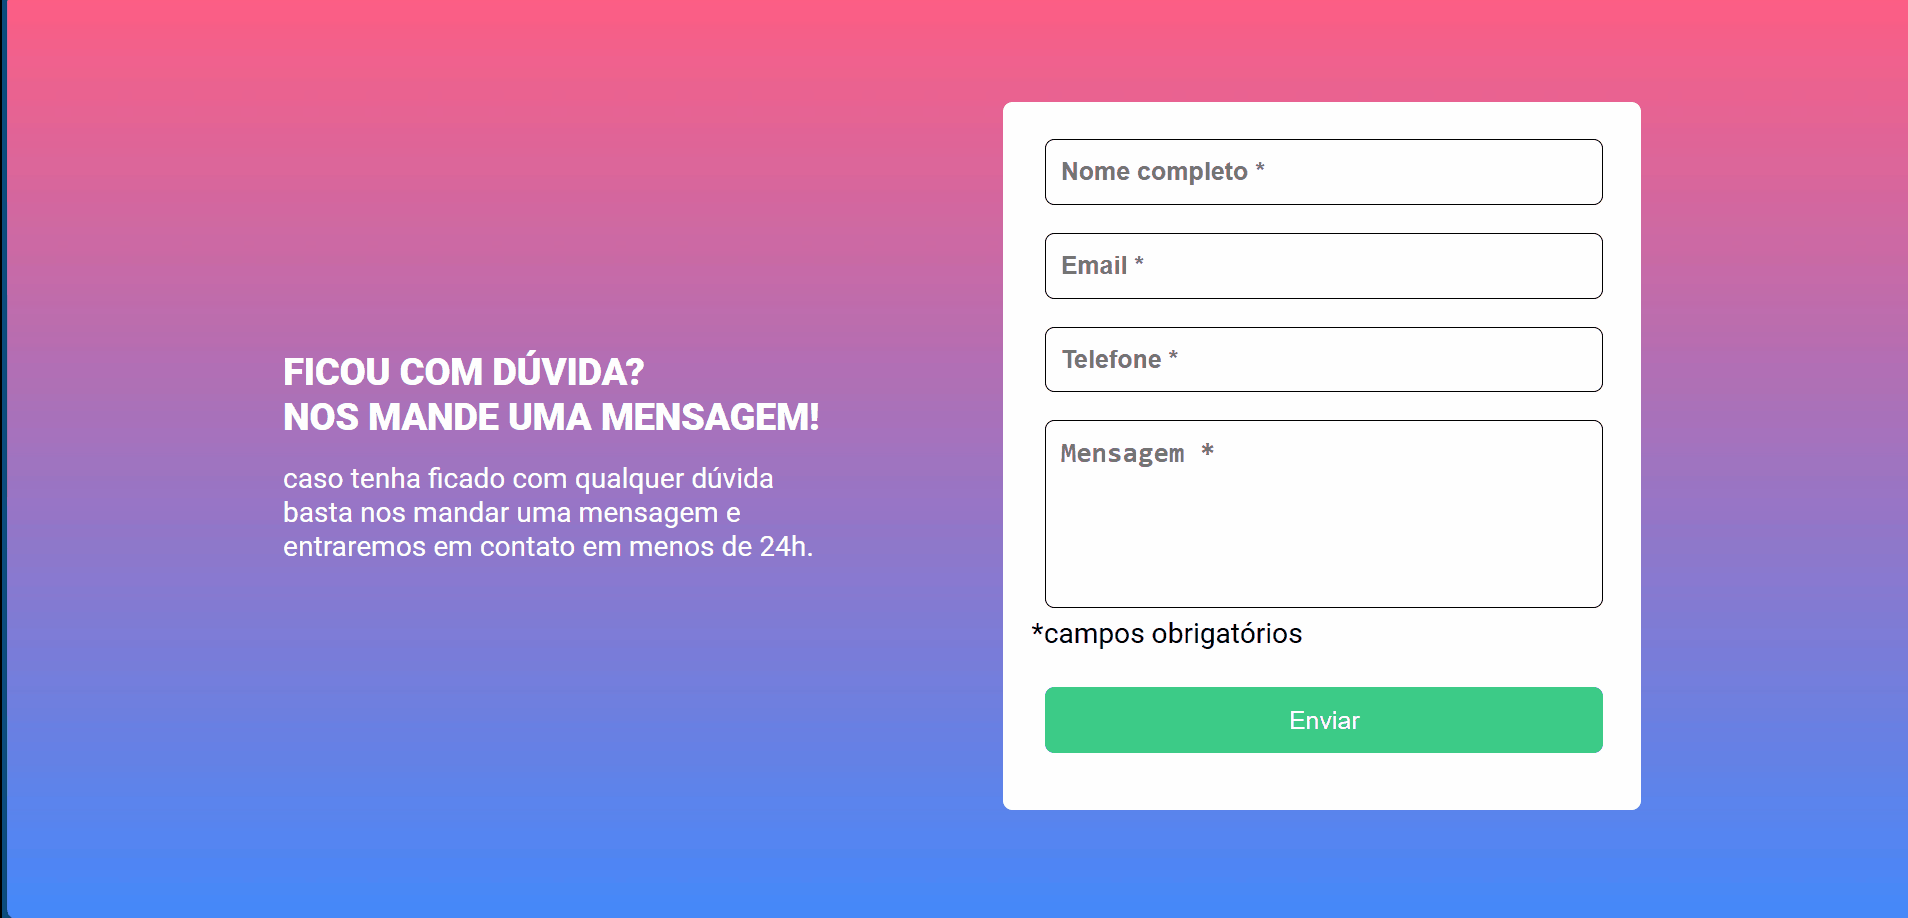 FICOU COM DÚVIDA?
NOS MANDE UMA MENSAGEM!
caso tenha ficado com qualquer dúvida
basta nos mandar uma mensagem e
entraremos em contato em menos de 24h.
Nome completo *
Email *
Telefone *
Mensagem *
*campos obrigatórios
Enviar